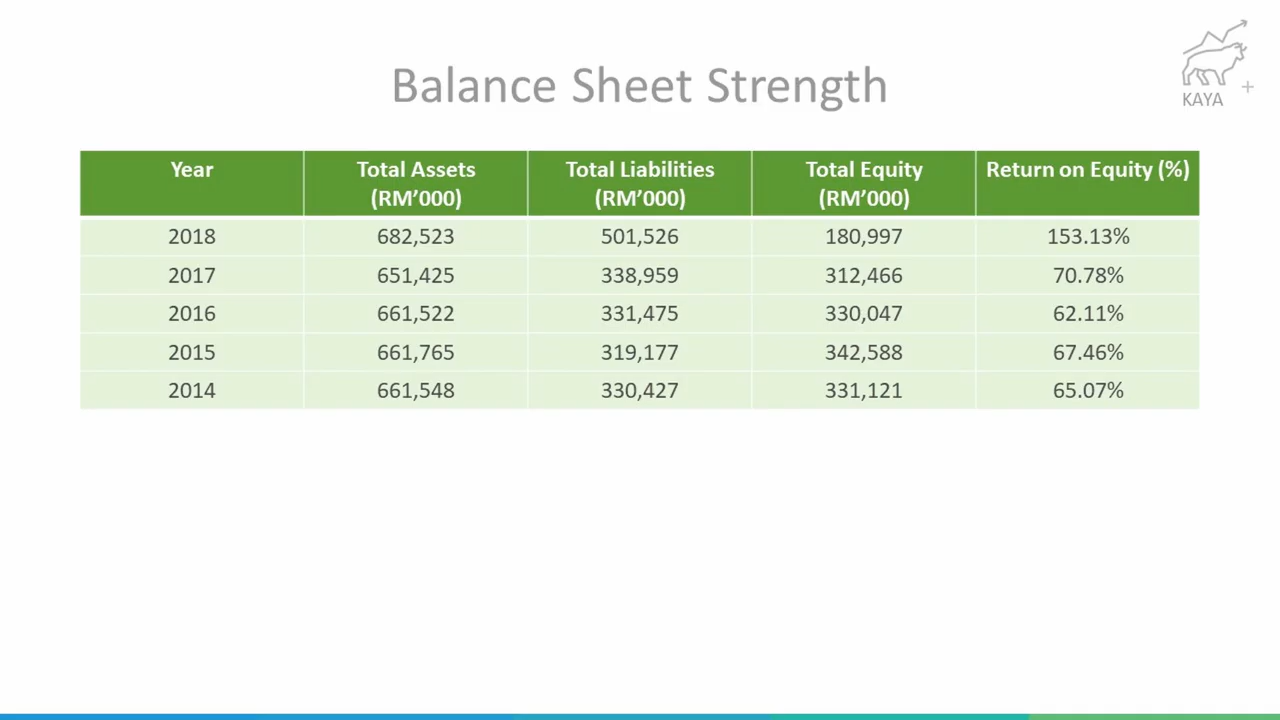 KAYA +
Balance Sheet Strength
Year Total Assets (RM’000) Total Liabilities (RM’000) Total Equity (RM’000) Return on Equity (%)
2018 682,523 501,526 180,997 153.13%
2017 651,425 338,959 312,466 70.78%
2016 661,522 331,475 330,047 62.11%
2015 661,765 319,177 342,588 67.46%
2014 661,548 330,427 331,121 65.07%